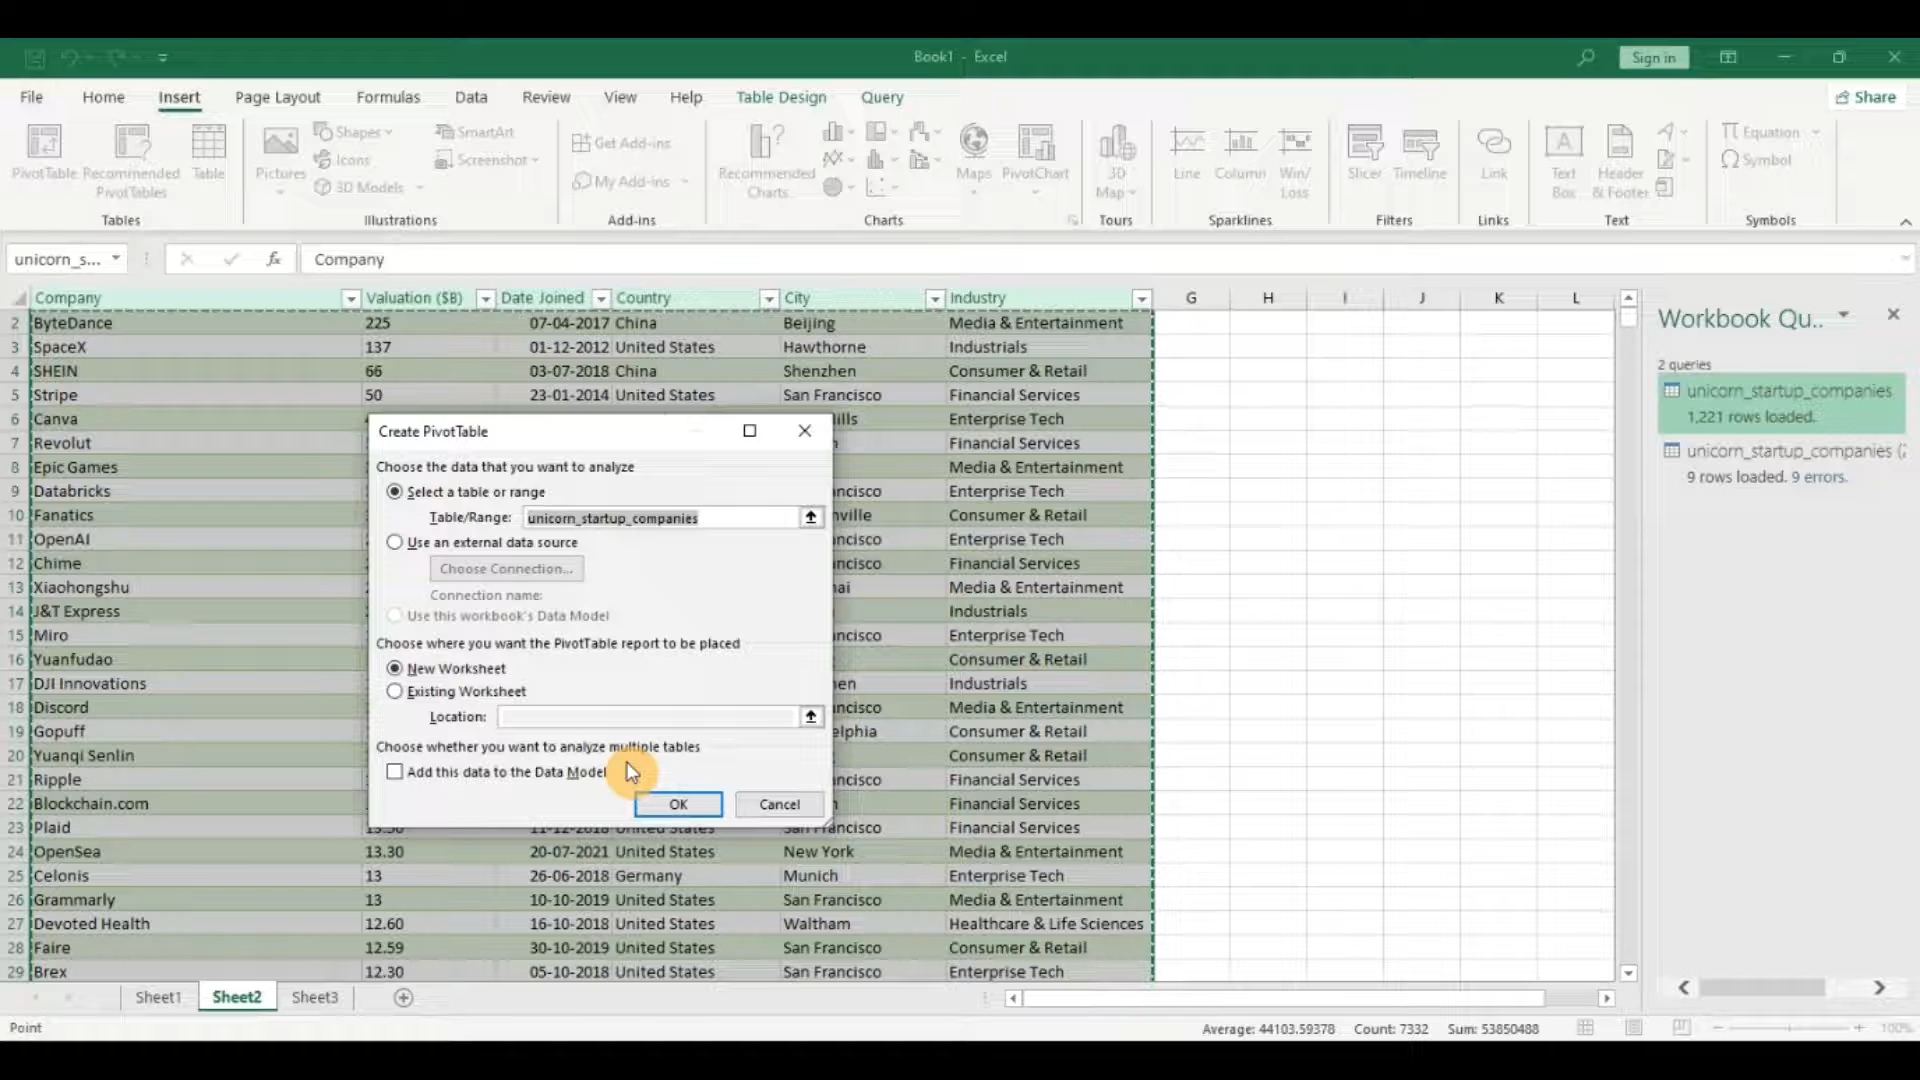 Book1 - Excel
Sign in
File Home Insert Page Layout Formulas Data Review View Help Table Design Query
Share
PivotTable
Recommended PivotTables
Table
Tables
Pictures
Shapes
Icons
3D Models
SmartArt
Screenshot
Illustrations
Get Add-ins
My Add-ins
Add-ins
Recommended Charts
Maps
PivotChart
Charts
3D Map
Tours
Line
Column
Win/ Loss
Sparklines
Slicer
Timeline
Filters
Link
Links
Text Box
Header & Footer
Text
Equation
Symbol
Symbols
unicorn_s...
fx
Company
Company Valuation ($B) Date Joined Country City Industry G H I J K L
2 ByteDance 225 07-04-2017 China Beijing Media & Entertainment
3 SpaceX 137 01-12-2012 United States Hawthorne Industrials
4 SHEIN 66 03-07-2018 China Shenzhen Consumer & Retail
5 Stripe 50 23-01-2014 United States San Francisco Financial Services
6 Canva ills Enterprise Tech
7 Revolut Financial Services
8 Epic Games Media & Entertainment
9 Databricks ncisco Enterprise Tech
10 Fanatics ville Consumer & Retail
11 OpenAI ncisco Enterprise Tech
12 Chime ncisco Financial Services
13 Xiaohongshu ai Media & Entertainment
14 J&T Express Industrials
15 Miro ncisco Enterprise Tech
16 Yuanfudao Consumer & Retail
17 DJI Innovations en Industrials
18 Discord ncisco Media & Entertainment
19 Gopuff elphia Consumer & Retail
20 Yuanqi Senlin Consumer & Retail
21 Ripple ncisco Financial Services
22 Blockchain.com Financial Services
23 Plaid 13.50 11-12-2018 United States San Francisco Financial Services
24 OpenSea 13.30 20-07-2021 United States New York Media & Entertainment
25 Celonis 13 26-06-2018 Germany Munich Enterprise Tech
26 Grammarly 13 10-10-2019 United States San Francisco Media & Entertainment
27 Devoted Health 12.60 16-10-2018 United States Waltham Healthcare & Life Sciences
28 Faire 12.59 30-10-2019 United States San Francisco Consumer & Retail
29 Brex 12.30 05-10-2018 United States San Francisco Enterprise Tech
Create PivotTable
Choose the data that you want to analyze
Select a table or range
Table/Range: unicorn_startup_companies
Use an external data source
Choose Connection...
Connection name:
Use this workbook's Data Model
Choose where you want the PivotTable report to be placed
New Worksheet
Existing Worksheet
Location:
Choose whether you want to analyze multiple tables
Add this data to the Data Model
OK
Cancel
Workbook Qu..
2 queries
unicorn_startup_companies
1,221 rows loaded.
unicorn_startup_companies (2
9 rows loaded. 9 errors.
Sheet1 Sheet2 Sheet3
Point
Average: 44103.59378 Count: 7332 Sum: 53850488
100%